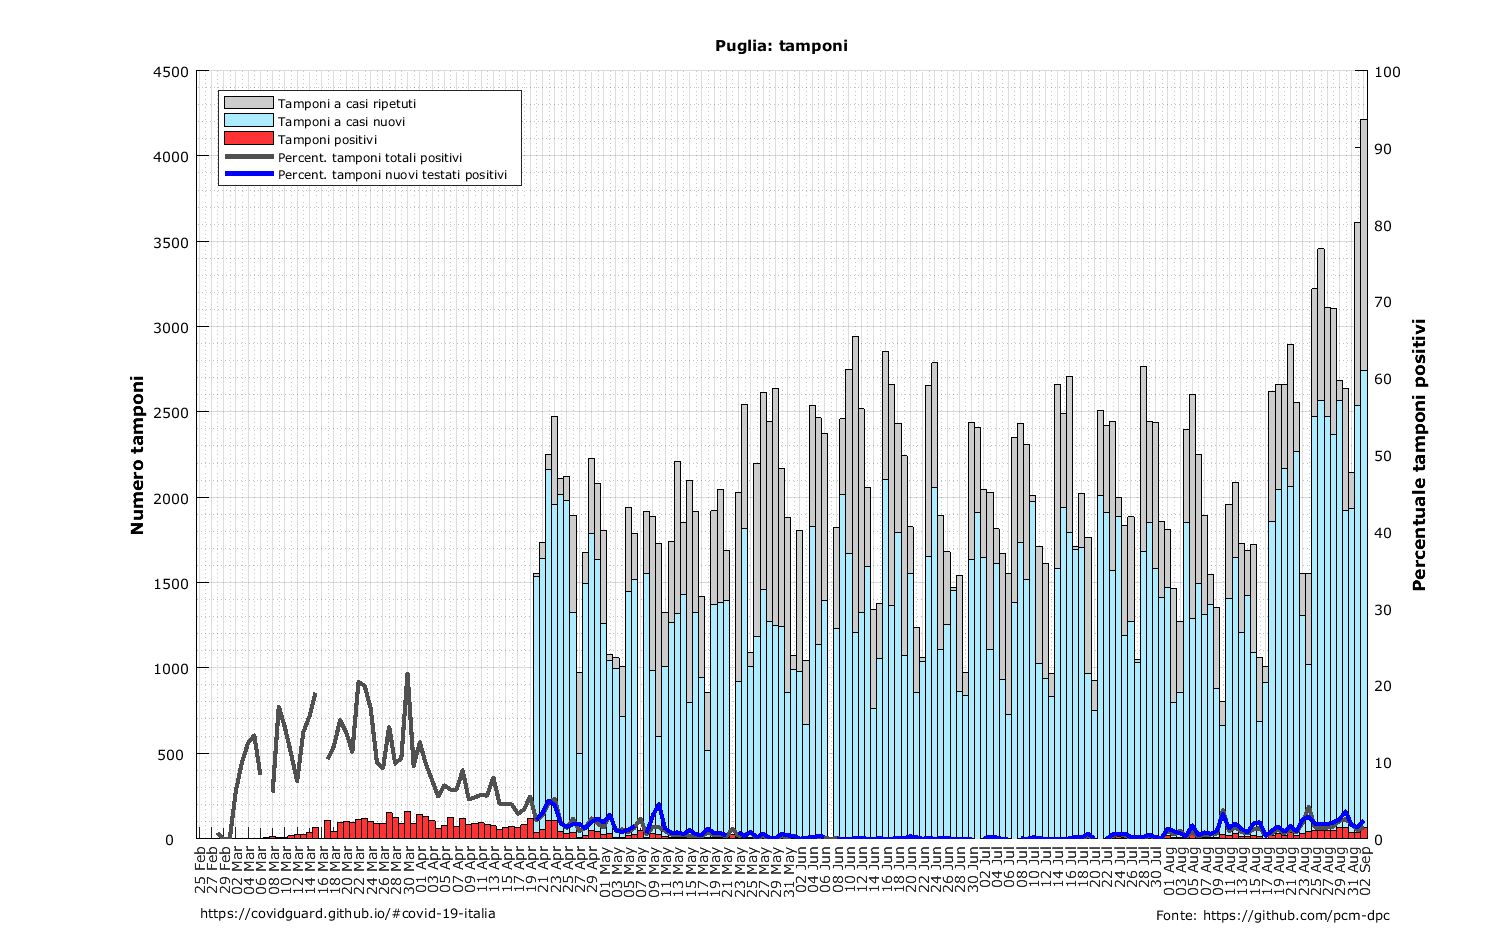 Puglia: tamponi
Tamponi a casi ripetuti
Tamponi a casi nuovi
Tamponi positivi
Percent. tamponi totali positivi
Percent. tamponi nuovi testati positivi
Numero tamponi
4500
4000
3500
3000
2500
2000
1500
1000
500
0
100
90
80
70
60
50
40
30
20
10
0
Percentuale tamponi positivi
25 Feb
27 Feb
29 Feb
02 Mar
04 Mar
06 Mar
08 Mar
10 Mar
12 Mar
14 Mar
16 Mar
18 Mar
20 Mar
22 Mar
24 Mar
26 Mar
28 Mar
30 Mar
01 Apr
03 Apr
05 Apr
07 Apr
09 Apr
11 Apr
13 Apr
15 Apr
17 Apr
19 Apr
21 Apr
23 Apr
25 Apr
27 Apr
29 Apr
01 May
03 May
05 May
07 May
09 May
11 May
13 May
15 May
17 May
19 May
21 May
23 May
25 May
27 May
29 May
31 May
02 Jun
04 Jun
06 Jun
08 Jun
10 Jun
12 Jun
14 Jun
16 Jun
18 Jun
20 Jun
22 Jun
24 Jun
26 Jun
28 Jun
30 Jun
02 Jul
04 Jul
06 Jul
08 Jul
10 Jul
12 Jul
14 Jul
16 Jul
18 Jul
20 Jul
22 Jul
24 Jul
26 Jul
28 Jul
30 Jul
01 Aug
03 Aug
05 Aug
07 Aug
09 Aug
11 Aug
13 Aug
15 Aug
17 Aug
19 Aug
21 Aug
23 Aug
25 Aug
27 Aug
29 Aug
31 Aug
02 Sep
https://covidguard.github.io/#covid-19-italia
Fonte: https://github.com/pcm-dpc